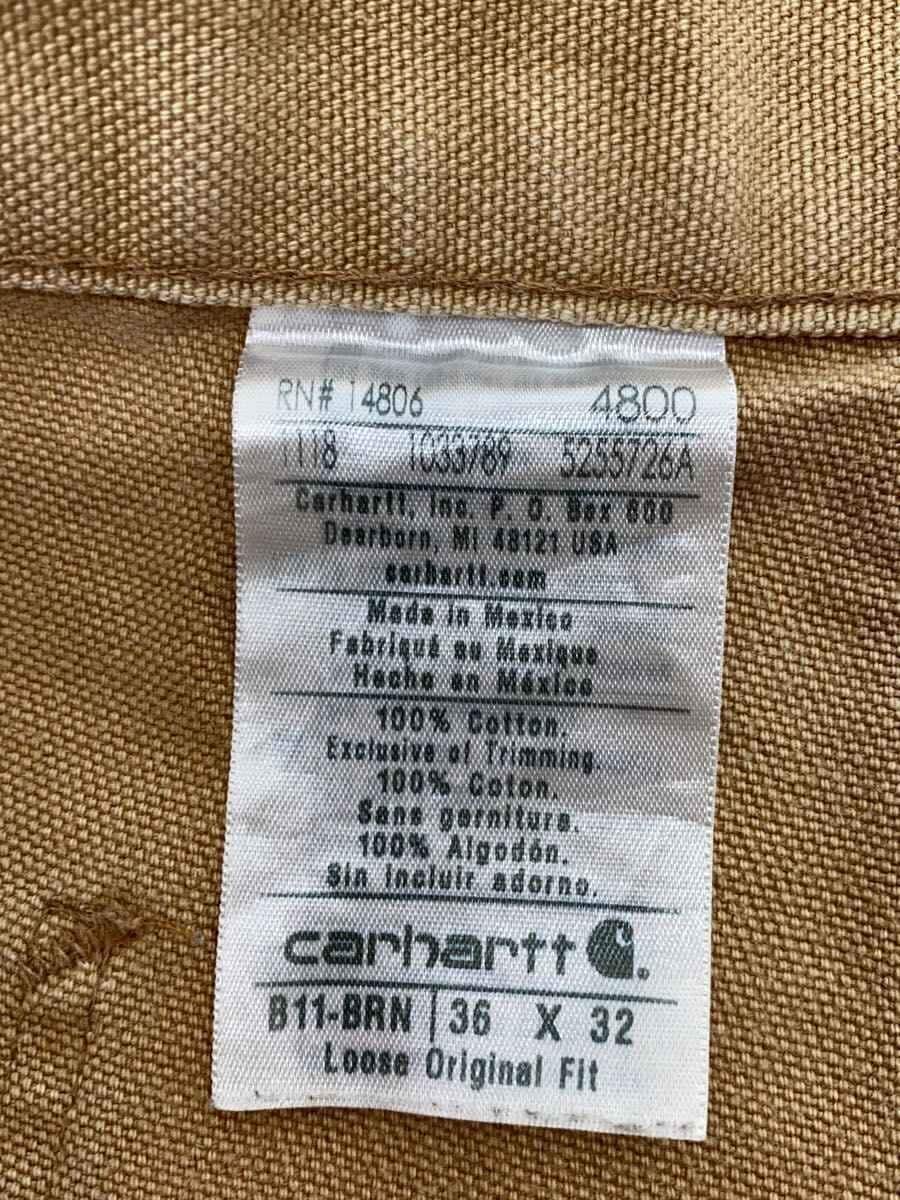 RN# 14806 4800
1118 1033789 5255726A
Carhartt, Inc. P. O. Box 600
Dearborn, MI 48121 USA
carhartt.com
Made in Mexico
Fabriqué au Mexique
Hecho en México
100% Cotton.
Exclusive of Trimming.
100% Coton.
Sans garniture.
100% Algodón.
Sin incluir adorno.
carhartt
B11-BRN 36 X 32
Loose Original Fit